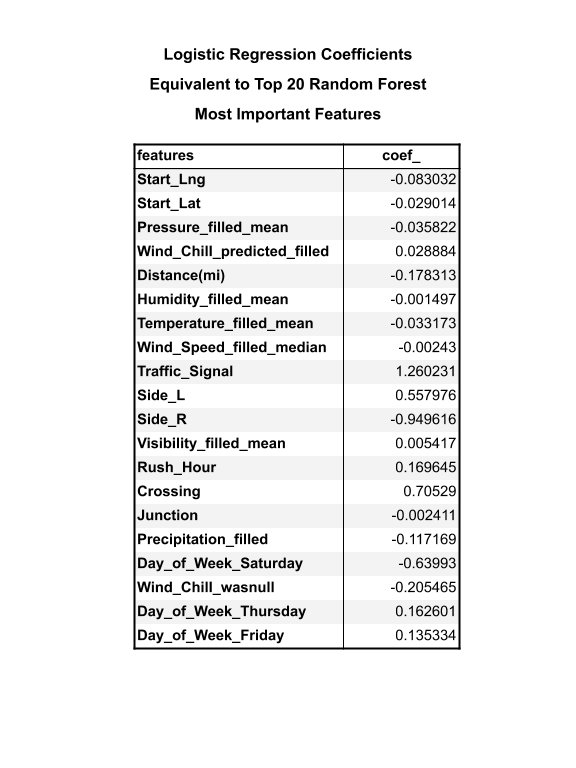 Logistic Regression Coefficients
Equivalent to Top 20 Random Forest
Most Important Features
features coef_
Start_Lng -0.083032
Start_Lat -0.029014
Pressure_filled_mean -0.035822
Wind_Chill_predicted_filled 0.028884
Distance(mi) -0.178313
Humidity_filled_mean -0.001497
Temperature_filled_mean -0.033173
Wind_Speed_filled_median -0.00243
Traffic_Signal 1.260231
Side_L 0.557976
Side_R -0.949616
Visibility_filled_mean 0.005417
Rush_Hour 0.169645
Crossing 0.70529
Junction -0.002411
Precipitation_filled -0.117169
Day_of_Week_Saturday -0.63993
Wind_Chill_wasnull -0.205465
Day_of_Week_Thursday 0.162601
Day_of_Week_Friday 0.135334